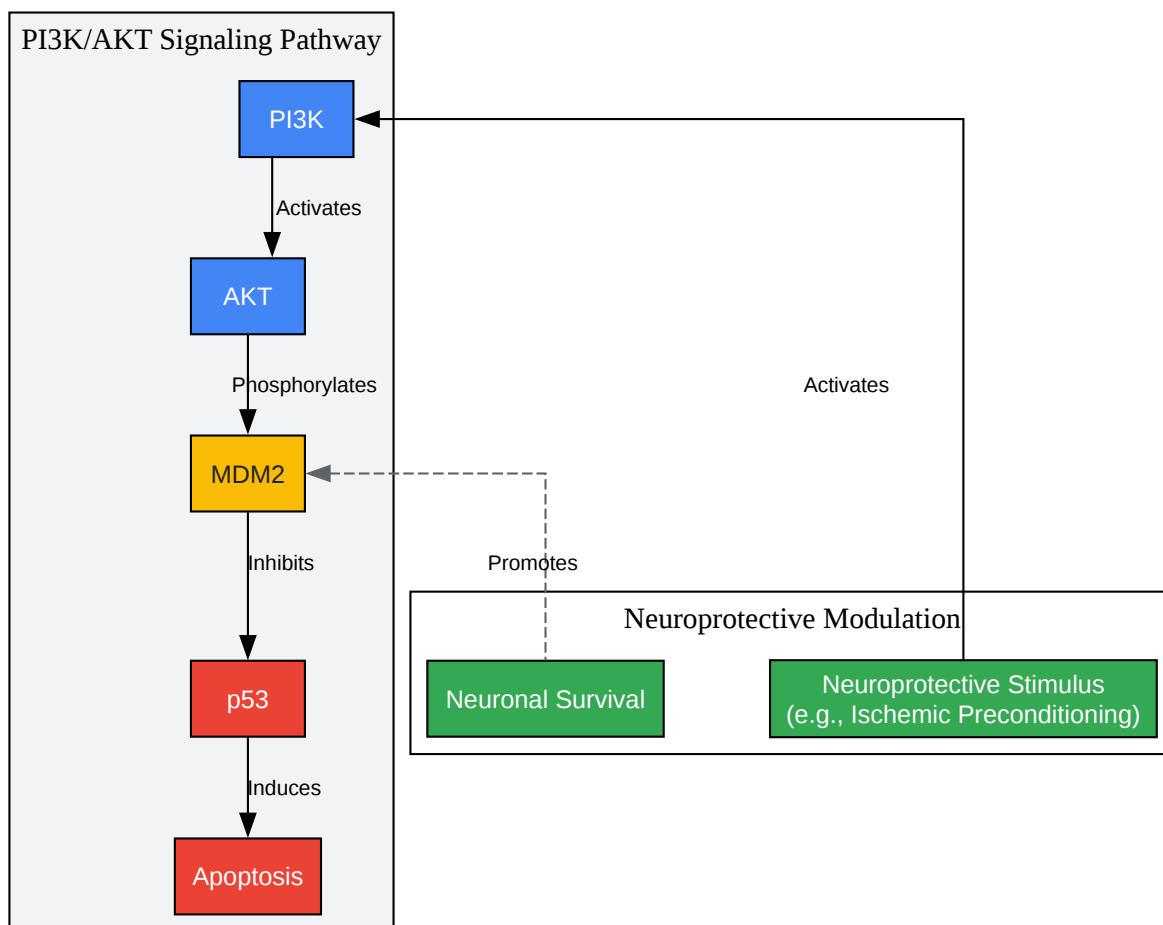 PI3K/AKT Signaling Pathway
PI3K
Activates
AKT
Phosphorylates
Activates
MDM2
Inhibits
Promotes
Neuroprotective Modulation
p53
Neuronal Survival
Neuroprotective Stimulus
(e.g., Ischemic Preconditioning)
Induces
Apoptosis